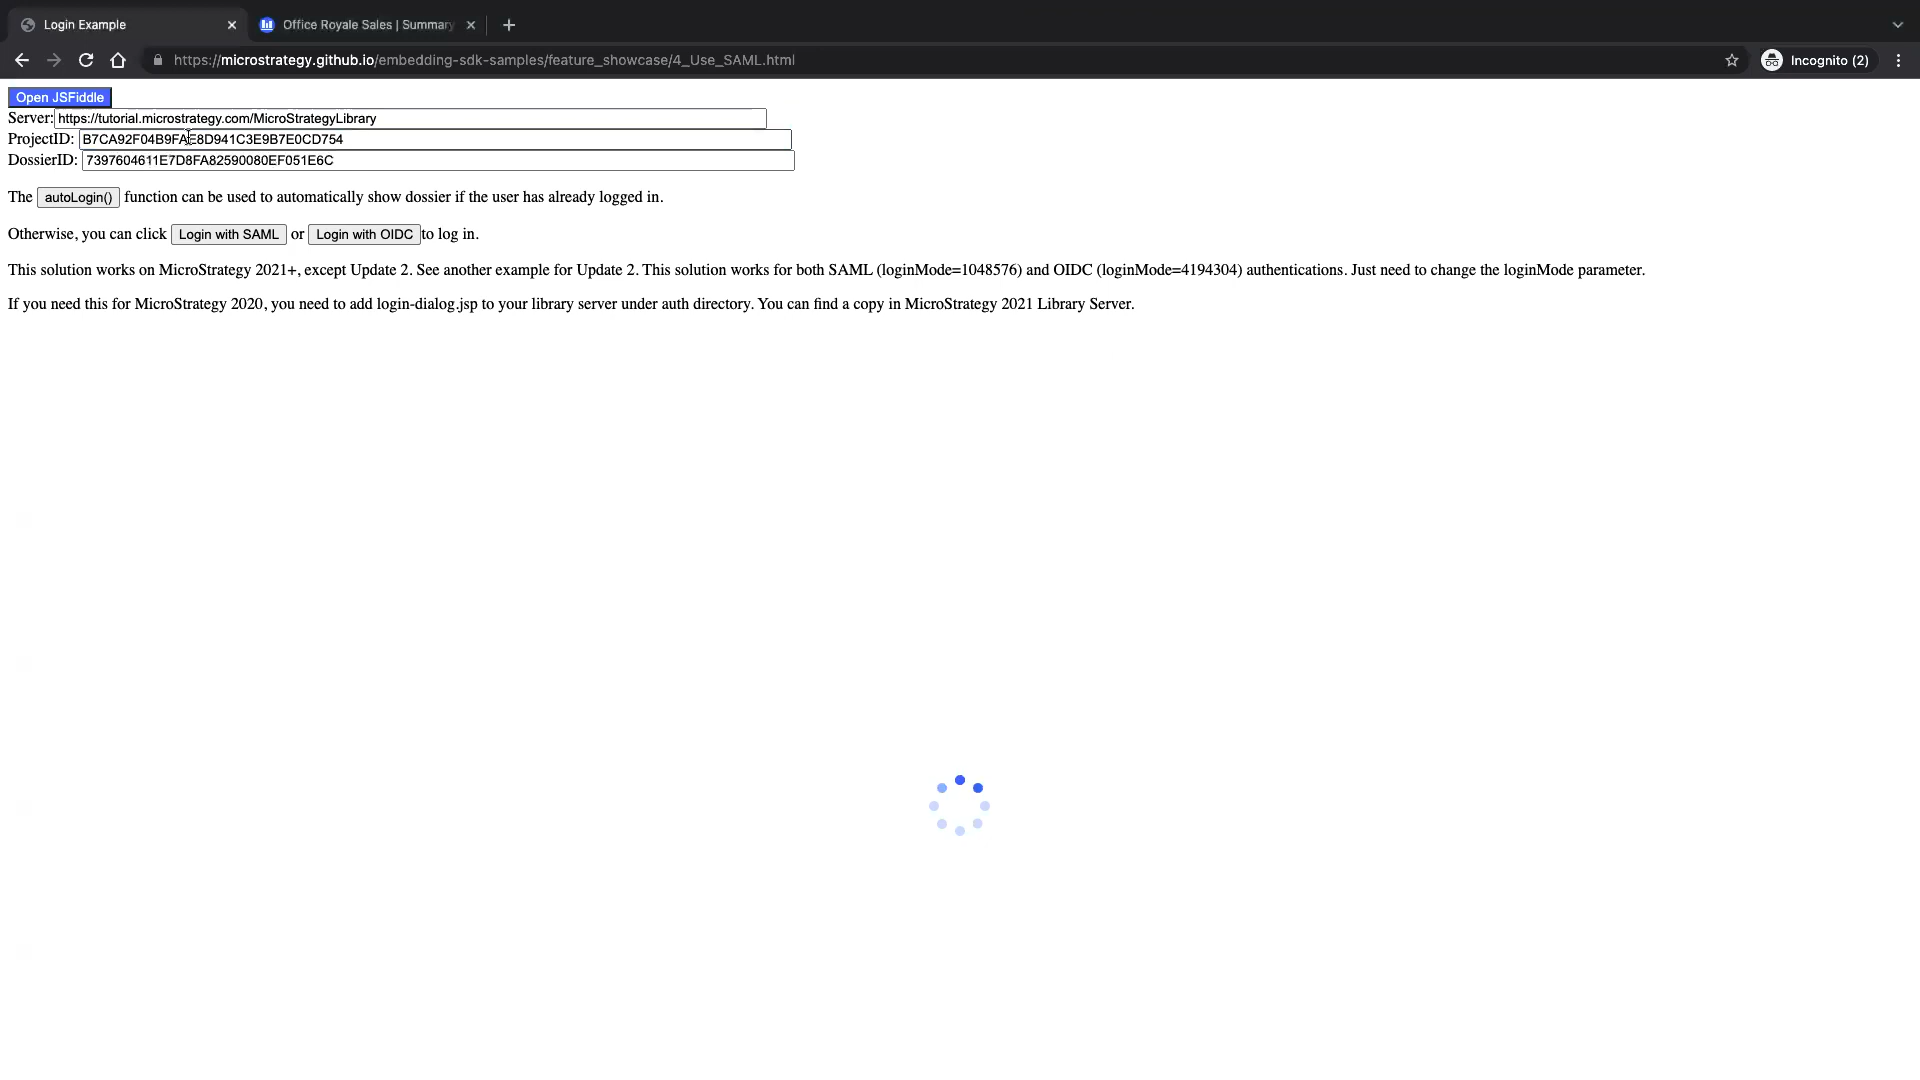 Login Example
Office Royale Sales | Summary
https://microstrategy.github.io/embedding-sdk-samples/feature_showcase/4_Use_SAML.html
Incognito (2)
Open JSFiddle
Server: https://tutorial.microstrategy.com/MicroStrategyLibrary
ProjectID: B7CA92F04B9FAE8D941C3E9B7E0CD754
DossierID: 7397604611E7D8FA82590080EF051E6C
The autoLogin() function can be used to automatically show dossier if the user has already logged in.
Otherwise, you can click Login with SAML or Login with OIDC to log in.
This solution works on MicroStrategy 2021+, except Update 2. See another example for Update 2. This solution works for both SAML (loginMode=1048576) and OIDC (loginMode=4194304) authentications. Just need to change the loginMode parameter.
If you need this for MicroStrategy 2020, you need to add login-dialog.jsp to your library server under auth directory. You can find a copy in MicroStrategy 2021 Library Server.